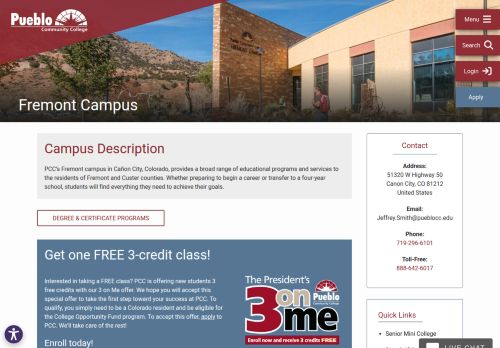 Pueblo
Community College
Menu
Search
Login
Apply
Fremont Campus
Campus Description
PCC's Fremont campus in Cañon City, Colorado, provides a broad range of educational programs and services to
the residents of Fremont and Custer counties. Whether preparing to begin a career or transfer to a four-year
school, students will find everything they need to achieve their goals.
DEGREE & CERTIFICATE PROGRAMS
Get one FREE 3-credit class!
Interested in taking a FREE class? PCC is offering new students 3
free credits with our 3 on Me offer. We hope you will accept this
special offer to take the first step toward your success at PCC. To
qualify, you simply need to be a Colorado resident and be eligible for
the College Opportunity Fund program. To accept this offer, apply to
PCC. We'll take care of the rest!
Enroll today!
The President's
3 on me
Pueblo
Community College
Enroll now and receive 3 credits FREE
Contact
Address:
51320 W Highway 50
Canon City, CO 81212
United States
Email:
Jeffrey.Smith@pueblocc.edu
Phone:
719-296-6101
Toll-Free:
888-642-6017
Quick Links
Senior Mini College
LIVE CHAT